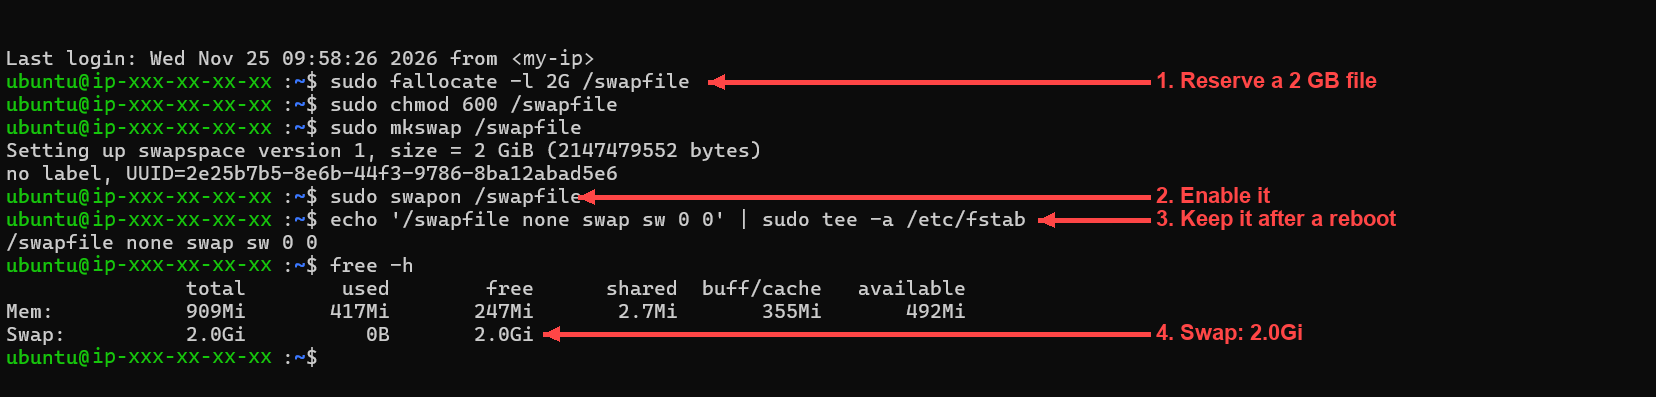 Last login: Wed Nov 25 09:58:26 2026 from <my-ip>
ubuntu@ip-xxx-xx-xx-xx :~$ sudo fallocate -l 2G /swapfile 1. Reserve a 2 GB file
ubuntu@ip-xxx-xx-xx-xx :~$ sudo chmod 600 /swapfile
ubuntu@ip-xxx-xx-xx-xx :~$ sudo mkswap /swapfile
Setting up swapspace version 1, size = 2 GiB (2147479552 bytes)
no label, UUID=2e25b7b5-8e6b-44f3-9786-8ba12abad5e6
ubuntu@ip-xxx-xx-xx-xx :~$ sudo swapon /swapfile 2. Enable it
ubuntu@ip-xxx-xx-xx-xx :~$ echo '/swapfile none swap sw 0 0' | sudo tee -a /etc/fstab 3. Keep it after a reboot
/swapfile none swap sw 0 0
ubuntu@ip-xxx-xx-xx-xx :~$ free -h
total used free shared buff/cache available
Mem: 909Mi 417Mi 247Mi 2.7Mi 355Mi 492Mi
Swap: 2.0Gi 0B 2.0Gi 4. Swap: 2.0Gi
ubuntu@ip-xxx-xx-xx-xx :~$